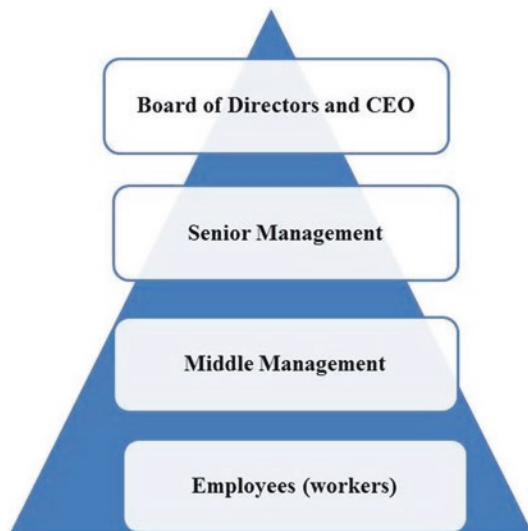 Board of Directors and CEO
Senior Management
Middle Management
Employees (workers)